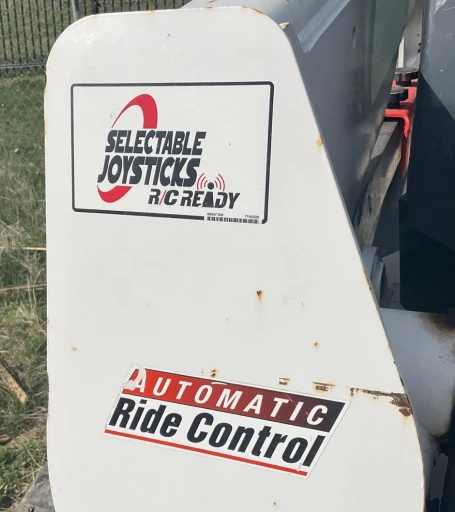 SELECTABLE
JOYSTICKS
R/C READY
AUTOMATIC
Ride Control